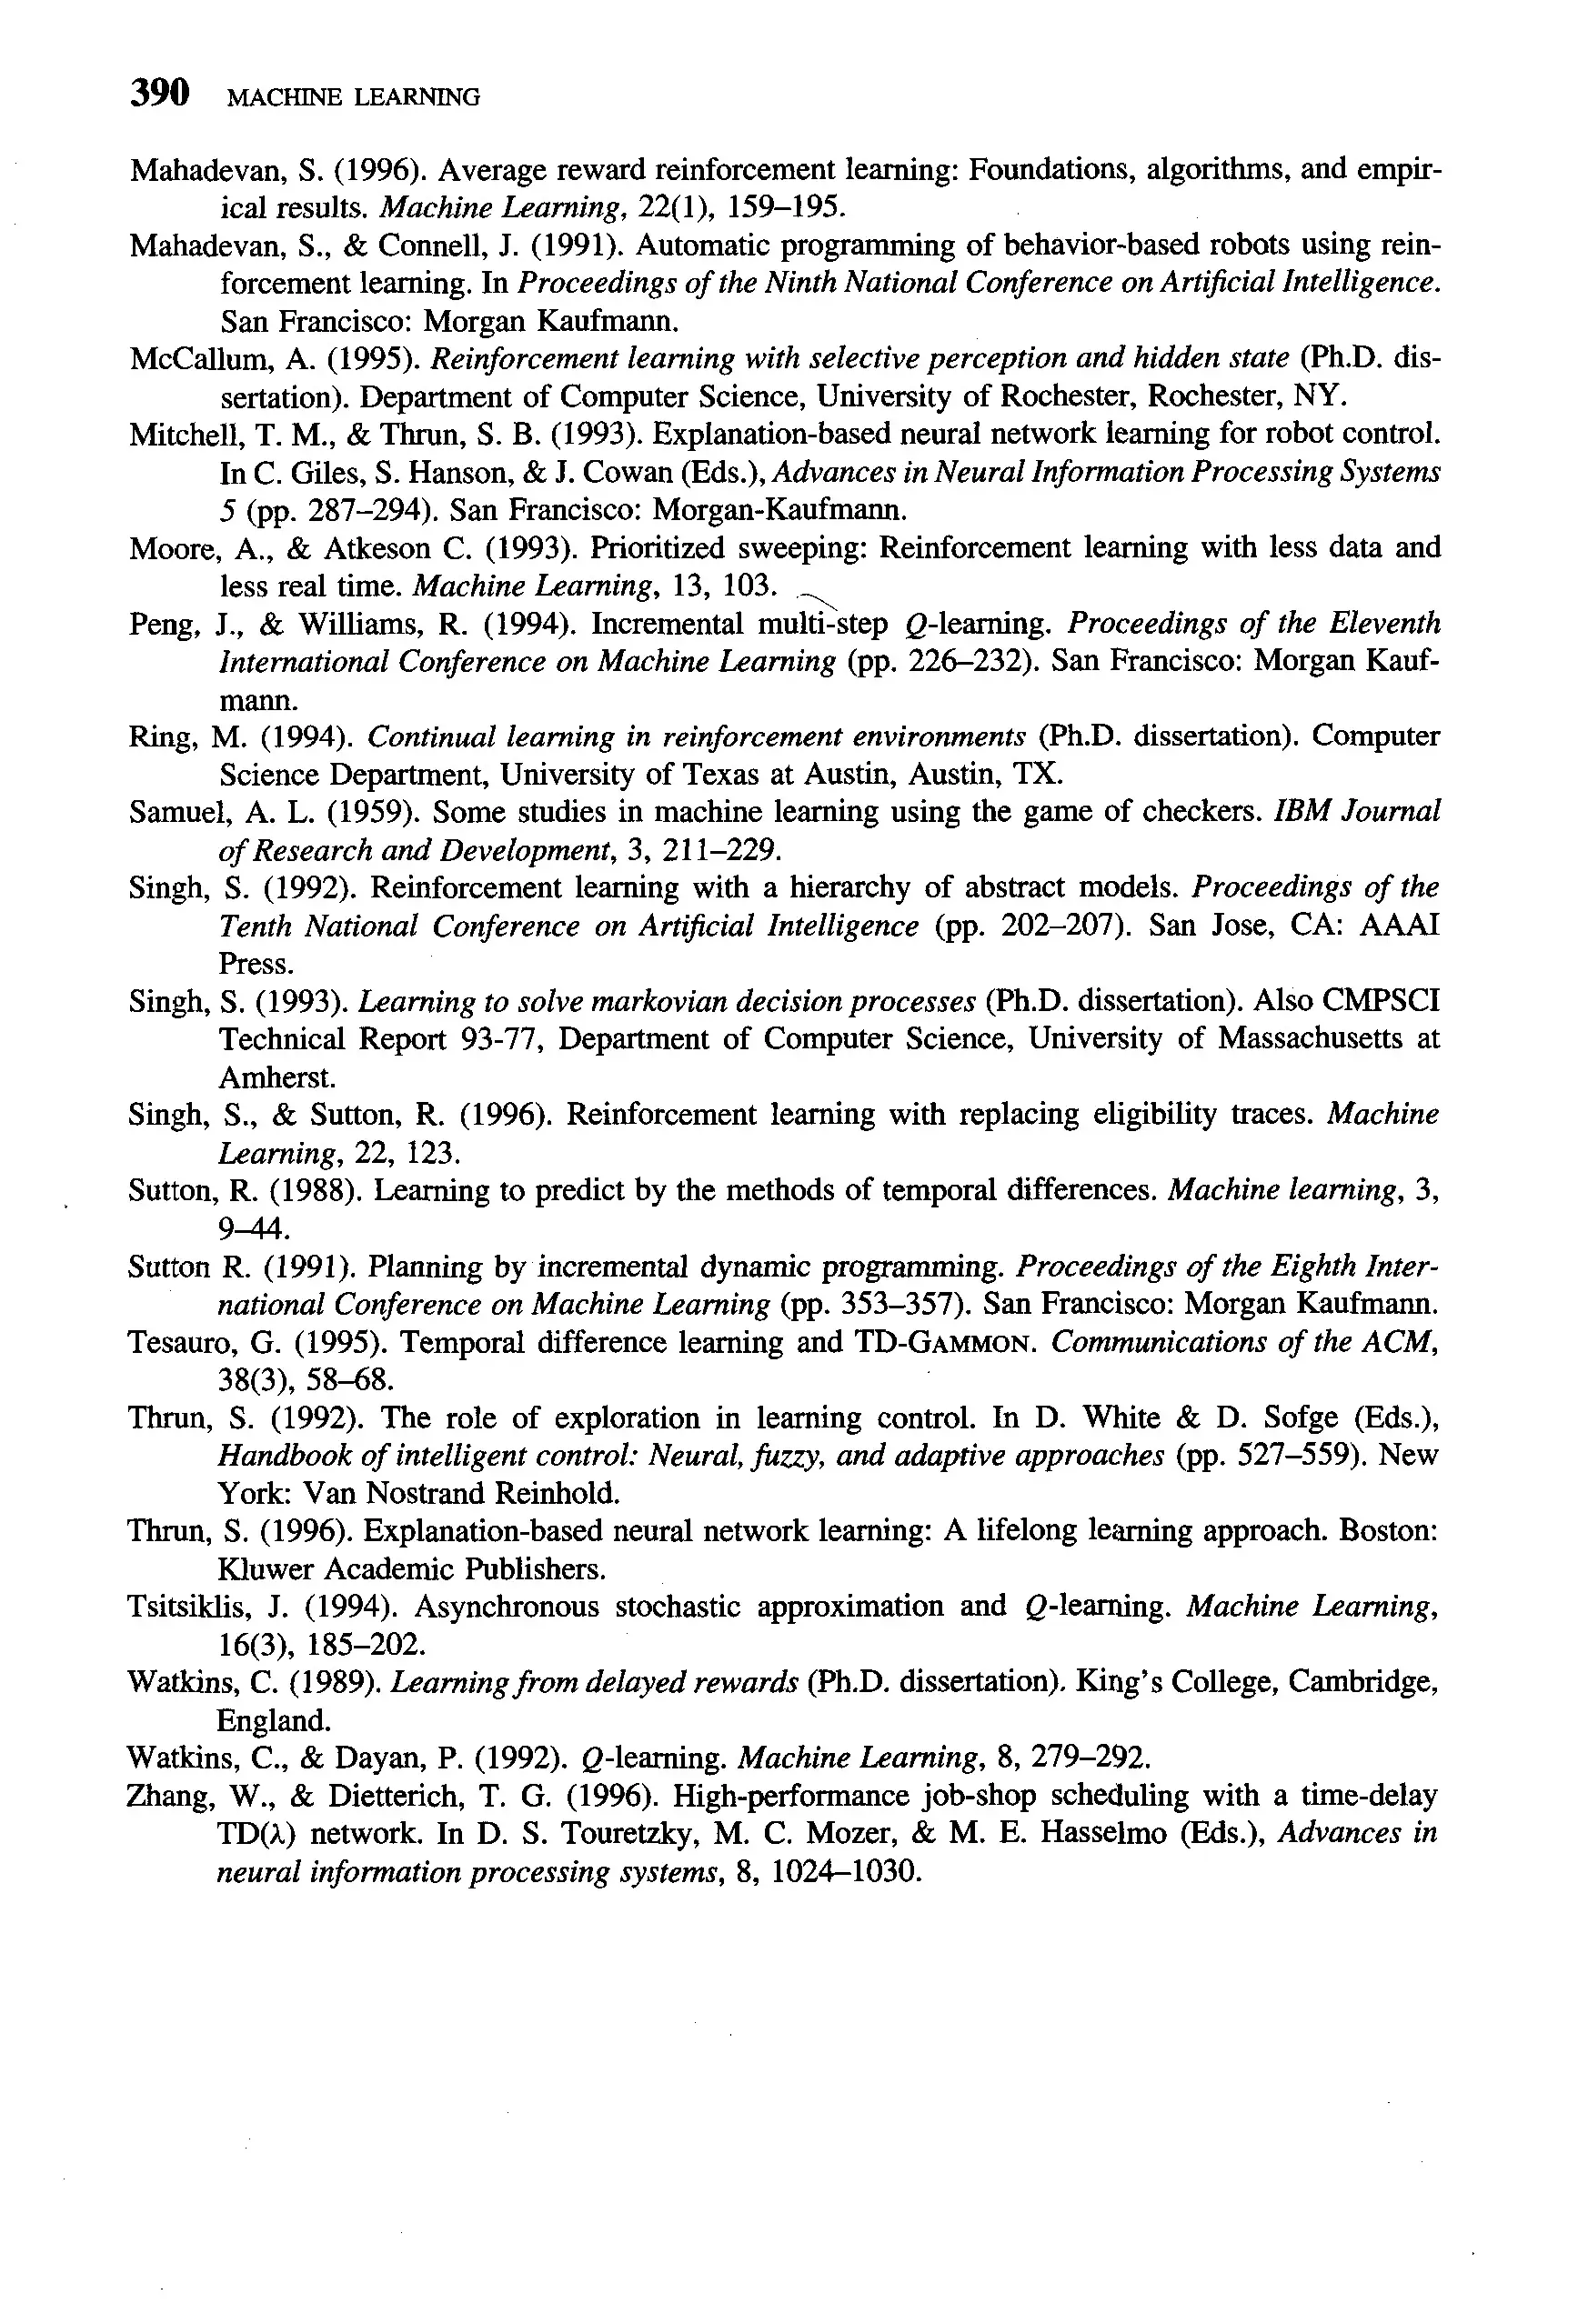 390 MACHINE LEARNING
Mahadevan, S. (1996). Average reward reinforcement learning: Foundations, algorithms, and empir-
ical results. Machine Learning, 22(1), 159–195.
Mahadevan, S., & Connell, J. (1991). Automatic programming of behavior-based robots using rein-
forcement learning. In Proceedings of the Ninth National Conference on Artificial Intelligence.
San Francisco: Morgan Kaufmann.
McCallum, A. (1995). Reinforcement learning with selective perception and hidden state (Ph.D. dis-
sertation). Department of Computer Science, University of Rochester, Rochester, NY.
Mitchell, T. M., & Thrun, S. B. (1993). Explanation-based neural network learning for robot control.
In C. Giles, S. Hanson, & J. Cowan (Eds.), Advances in Neural Information Processing Systems
5 (pp. 287–294). San Francisco: Morgan-Kaufmann.
Moore, A., & Atkeson C. (1993). Prioritized sweeping: Reinforcement learning with less data and
less real time. Machine Learning, 13, 103.
Peng, J., & Williams, R. (1994). Incremental multi-step Q-learning. Proceedings of the Eleventh
International Conference on Machine Learning (pp. 226–232). San Francisco: Morgan Kauf-
mann.
Ring, M. (1994). Continual learning in reinforcement environments (Ph.D. dissertation). Computer
Science Department, University of Texas at Austin, Austin, TX.
Samuel, A. L. (1959). Some studies in machine learning using the game of checkers. IBM Journal
of Research and Development, 3, 211–229.
Singh, S. (1992). Reinforcement learning with a hierarchy of abstract models. Proceedings of the
Tenth National Conference on Artificial Intelligence (pp. 202–207). San Jose, CA: AAAI
Press.
Singh, S. (1993). Learning to solve markovian decision processes (Ph.D. dissertation). Also CMPSCI
Technical Report 93-77, Department of Computer Science, University of Massachusetts at
Amherst.
Singh, S., & Sutton, R. (1996). Reinforcement learning with replacing eligibility traces. Machine
Learning, 22, 123.
Sutton, R. (1988). Learning to predict by the methods of temporal differences. Machine learning, 3,
9–44.
Sutton R. (1991). Planning by incremental dynamic programming. Proceedings of the Eighth Inter-
national Conference on Machine Learning (pp. 353–357). San Francisco: Morgan Kaufmann.
Tesauro, G. (1995). Temporal difference learning and TD-GAMMON. Communications of the ACM,
38(3), 58–68.
Thrun, S. (1992). The role of exploration in learning control. In D. White & D. Sofge (Eds.),
Handbook of intelligent control: Neural, fuzzy, and adaptive approaches (pp. 527–559). New
York: Van Nostrand Reinhold.
Thrun, S. (1996). Explanation-based neural network learning: A lifelong learning approach. Boston:
Kluwer Academic Publishers.
Tsitsiklis, J. (1994). Asynchronous stochastic approximation and Q-learning. Machine Learning,
16(3), 185–202.
Watkins, C. (1989). Learning from delayed rewards (Ph.D. dissertation). King's College, Cambridge,
England.
Watkins, C., & Dayan, P. (1992). Q-learning. Machine Learning, 8, 279–292.
Zhang, W., & Dietterich, T. G. (1996). High-performance job-shop scheduling with a time-delay
TD(λ) network. In D. S. Touretzky, M. C. Mozer, & M. E. Hasselmo (Eds.), Advances in
neural information processing systems, 8, 1024–1030.